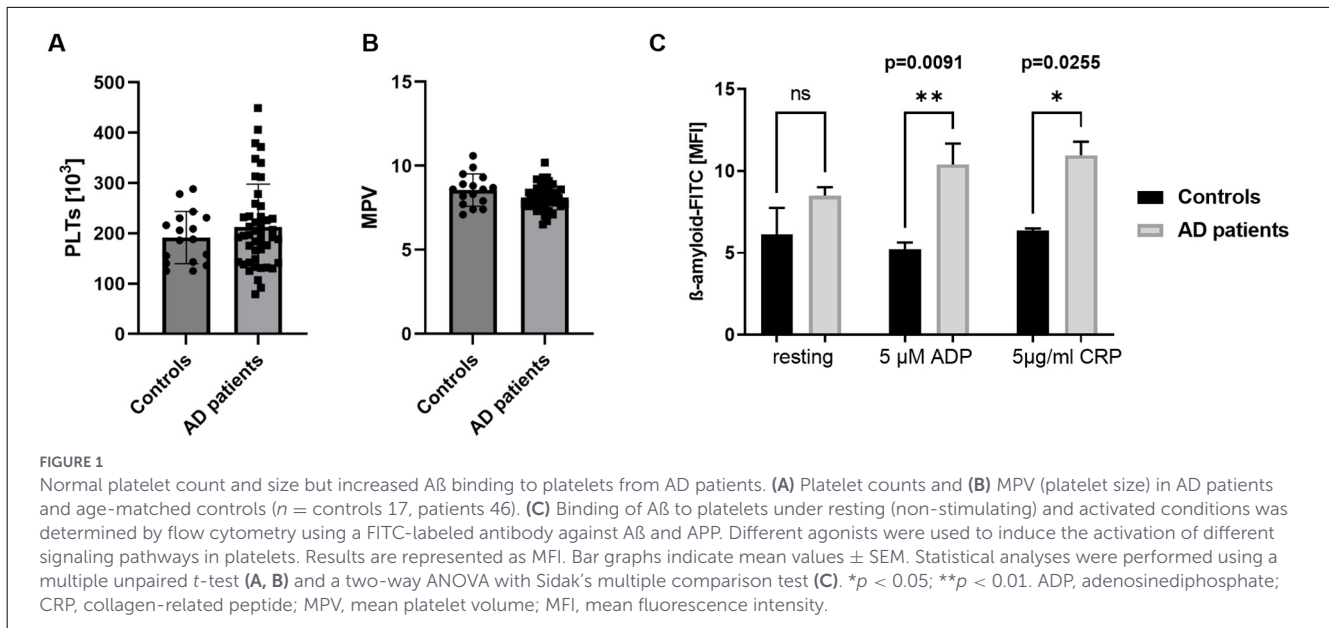 A
B
C
PLTs [10³]
500
400
300
200
100
0
Controls
AD patients
MPV
15
10
5
0
Controls
AD patients
p=0.0091
p=0.0255
ß-amyloid-FITC [MFI]
15
10
5
0
ns
**
*
resting
5 µM ADP
5µg/ml CRP
Controls
AD patients
FIGURE 1
Normal platelet count and size but increased Aß binding to platelets from AD patients. (A) Platelet counts and (B) MPV (platelet size) in AD patients
and age-matched controls (n = controls 17, patients 46). (C) Binding of Aß to platelets under resting (non-stimulating) and activated conditions was
determined by flow cytometry using a FITC-labeled antibody against Aß and APP. Different agonists were used to induce the activation of different
signaling pathways in platelets. Results are represented as MFI. Bar graphs indicate mean values ± SEM. Statistical analyses were performed using a
multiple unpaired t-test (A, B) and a two-way ANOVA with Sidak's multiple comparison test (C). *p < 0.05; **p < 0.01. ADP, adenosinediphosphate;
CRP, collagen-related peptide; MPV, mean platelet volume; MFI, mean fluorescence intensity.